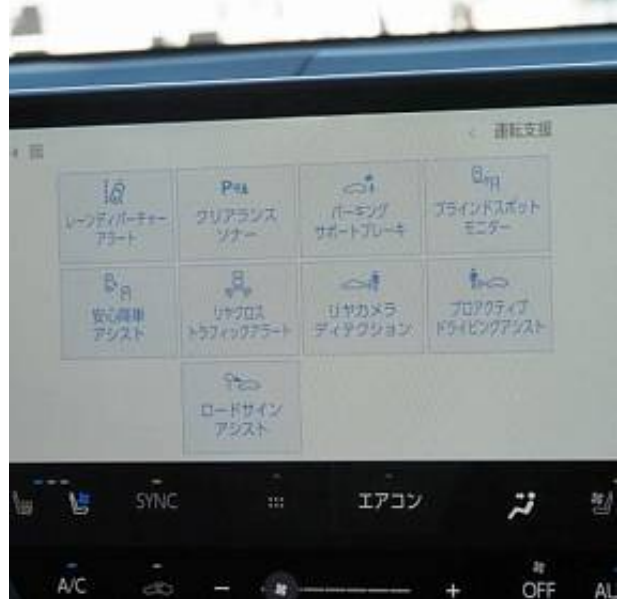 運転支援
レーンディパーチャー
アラート
クリアランス
ソナー
パーキング
サポートブレーキ
ブラインドスポット
モニター
安心降車
アシスト
リヤクロス
トラフィックアラート
リヤカメラ
ディテクション
プロアクティブ
ドライビングアシスト
ロードサイン
アシスト
SYNC
エアコン
A/C
-
+
OFF